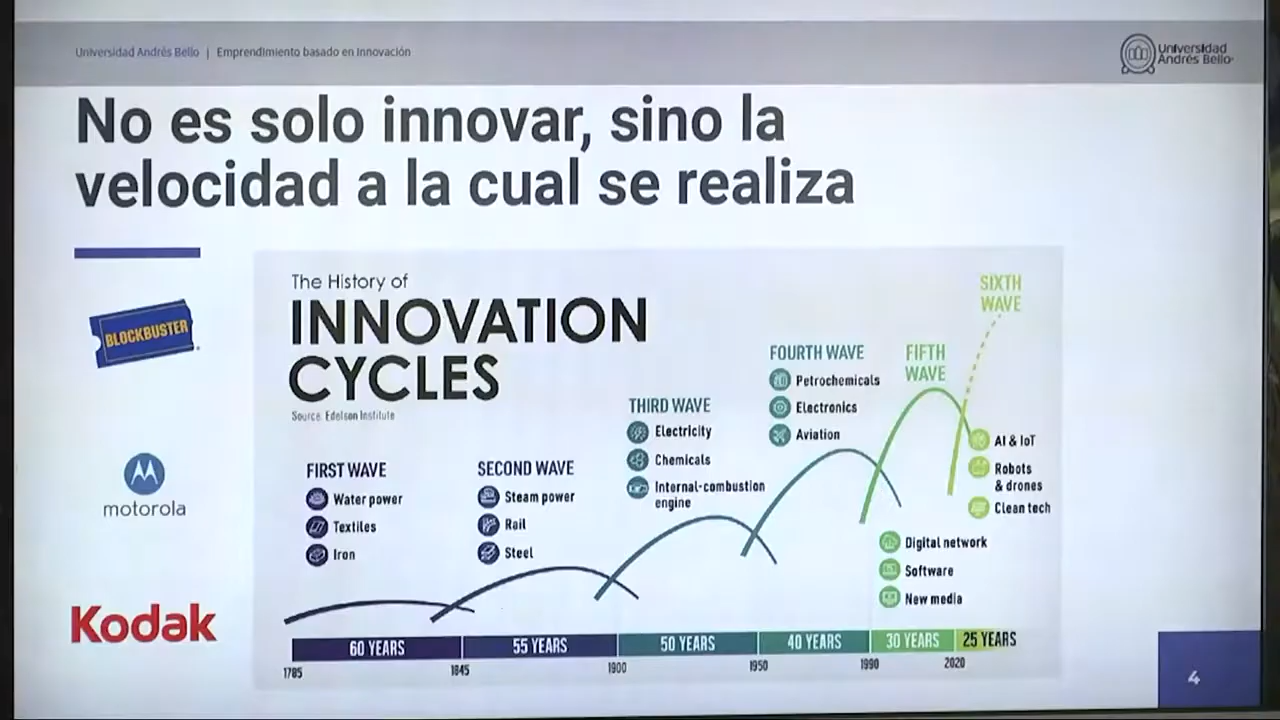 Universidad Andrés Bello | Emprendimiento basado en Innovación
Universidad
Andrés Bello
No es solo innovar, sino la
velocidad a la cual se realiza
BLOCKBUSTER
motorola
Kodak
The History of
INNOVATION
CYCLES
Source: Edelson Institute
FIRST WAVE
Water power
Textiles
Iron
SECOND WAVE
Steam power
Rail
Steel
THIRD WAVE
Electricity
Chemicals
Internal-combustion
engine
FOURTH WAVE
Petrochemicals
Electronics
Aviation
FIFTH
WAVE
Digital network
Software
New media
SIXTH
WAVE
AI & IoT
Robots
& drones
Clean tech
60 YEARS
55 YEARS
50 YEARS
40 YEARS
30 YEARS
25 YEARS
1785
1845
1900
1950
1990
2020
4